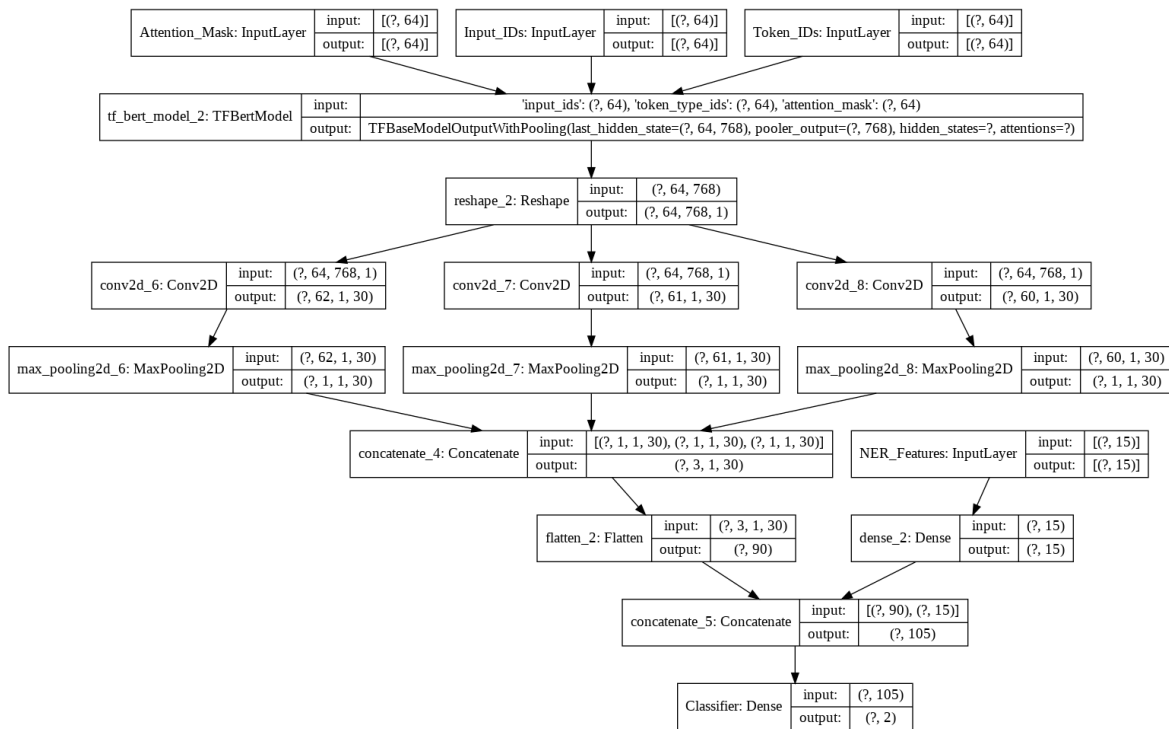 Attention_Mask: InputLayer
input: [(?, 64)]
output: [(?, 64)]
Input_IDs: InputLayer
input: [(?, 64)]
output: [(?, 64)]
Token_IDs: InputLayer
input: [(?, 64)]
output: [(?, 64)]
tf_bert_model_2: TFBertModel
input: 'input_ids': (?, 64), 'token_type_ids': (?, 64), 'attention_mask': (?, 64)
output: TFBaseModelOutputWithPooling(last_hidden_state=(?, 64, 768), pooler_output=(?, 768), hidden_states=?, attentions=?)
reshape_2: Reshape
input: (?, 64, 768)
output: (?, 64, 768, 1)
conv2d_6: Conv2D
input: (?, 64, 768, 1)
output: (?, 62, 1, 30)
conv2d_7: Conv2D
input: (?, 64, 768, 1)
output: (?, 61, 1, 30)
conv2d_8: Conv2D
input: (?, 64, 768, 1)
output: (?, 60, 1, 30)
max_pooling2d_6: MaxPooling2D
input: (?, 62, 1, 30)
output: (?, 1, 1, 30)
max_pooling2d_7: MaxPooling2D
input: (?, 61, 1, 30)
output: (?, 1, 1, 30)
max_pooling2d_8: MaxPooling2D
input: (?, 60, 1, 30)
output: (?, 1, 1, 30)
concatenate_4: Concatenate
input: [(?, 1, 1, 30), (?, 1, 1, 30), (?, 1, 1, 30)]
output: (?, 3, 1, 30)
NER_Features: InputLayer
input: [(?, 15)]
output: [(?, 15)]
flatten_2: Flatten
input: (?, 3, 1, 30)
output: (?, 90)
dense_2: Dense
input: (?, 15)
output: (?, 15)
concatenate_5: Concatenate
input: [(?, 90), (?, 15)]
output: (?, 105)
Classifier: Dense
input: (?, 105)
output: (?, 2)